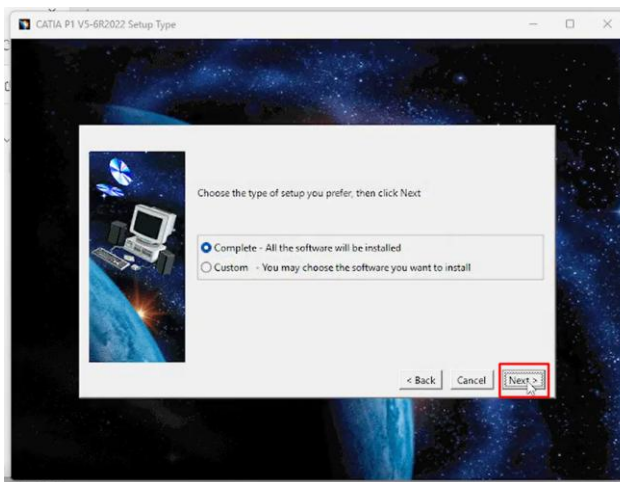 CATIA P1 V5-6R2022 Setup Type
Choose the type of setup you prefer, then click Next
Complete - All the software will be installed
Custom - You may choose the software you want to install
< Back Cancel Next >